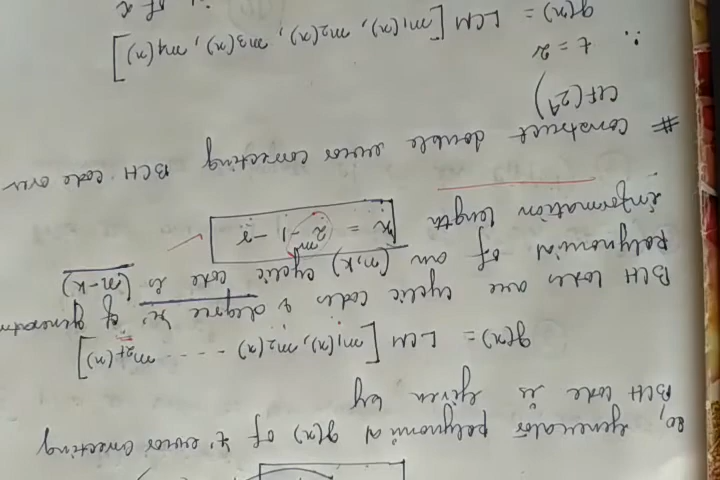 So, generator polynomial g(x) of 't' error correcting
BCH code is given by
g(x) = LCM [m1(x), m2(x) - - - - m2t(x)]
BCH codes are cyclic codes & degree 'r' of generator
polynomial of an (n,k) cyclic code is (n-k)
information length k = 2^m - 1 - r
# Construct double error correcting BCH code over
GF(2^4)
t = 2
∴ g(x) = LCM [m1(x), m2(x), m3(x), m4(x)]
of α